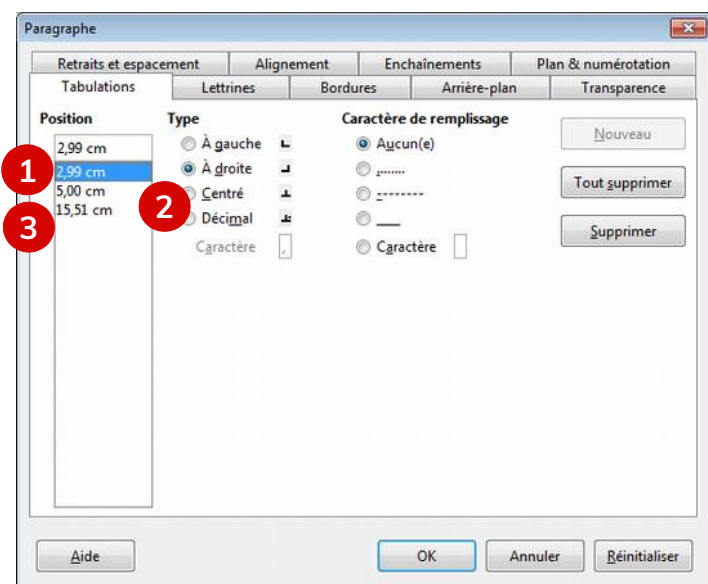 Paragraphe
Retraits et espacement Alignement Enchaînements Plan & numérotation
Tabulations Lettrines Bordures Arrière-plan Transparence
Position Type Caractère de remplissage
2,99 cm À gauche Aucun(e) Nouveau
1 2,99 cm À droite ,....... Tout supprimer
5,00 cm 2 Centré --------
3 15,51 cm Décimal ___ Supprimer
Caractère , Caractère
Aide OK Annuler Réinitialiser